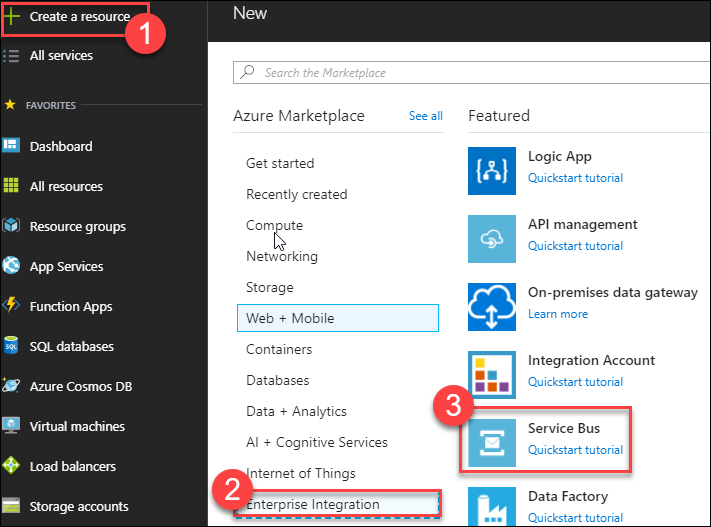 Create a resource
1
All services
FAVORITES
Dashboard
All resources
Resource groups
App Services
Function Apps
SQL databases
Azure Cosmos DB
Virtual machines
Load balancers
Storage accounts
New
Search the Marketplace
Azure Marketplace
See all
Get started
Recently created
Compute
Networking
Storage
Web + Mobile
Containers
Databases
Data + Analytics
AI + Cognitive Services
Internet of Things
2
Enterprise Integration
Featured
Logic App
Quickstart tutorial
API management
Quickstart tutorial
On-premises data gateway
Learn more
Integration Account
Quickstart tutorial
3
Service Bus
Quickstart tutorial
Data Factory
Quickstart tutorial